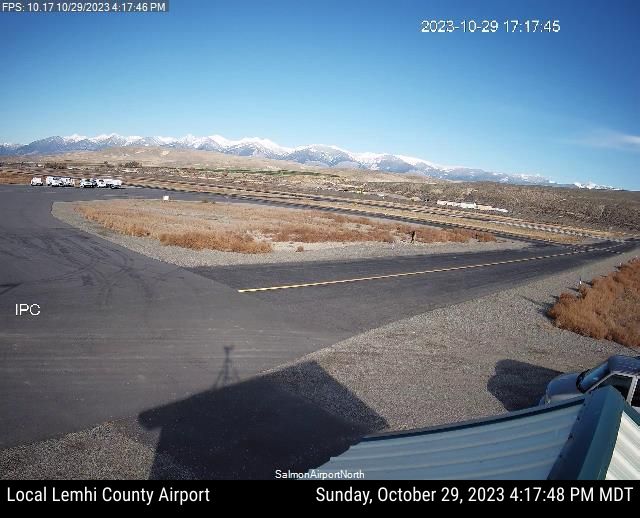 FPS: 10.17 10/29/2023 4:17:46 PM
2023-10-29 17:17:45
IPC
SalmonAirportNorth
Local Lemhi County Airport
Sunday, October 29, 2023 4:17:48 PM MDT